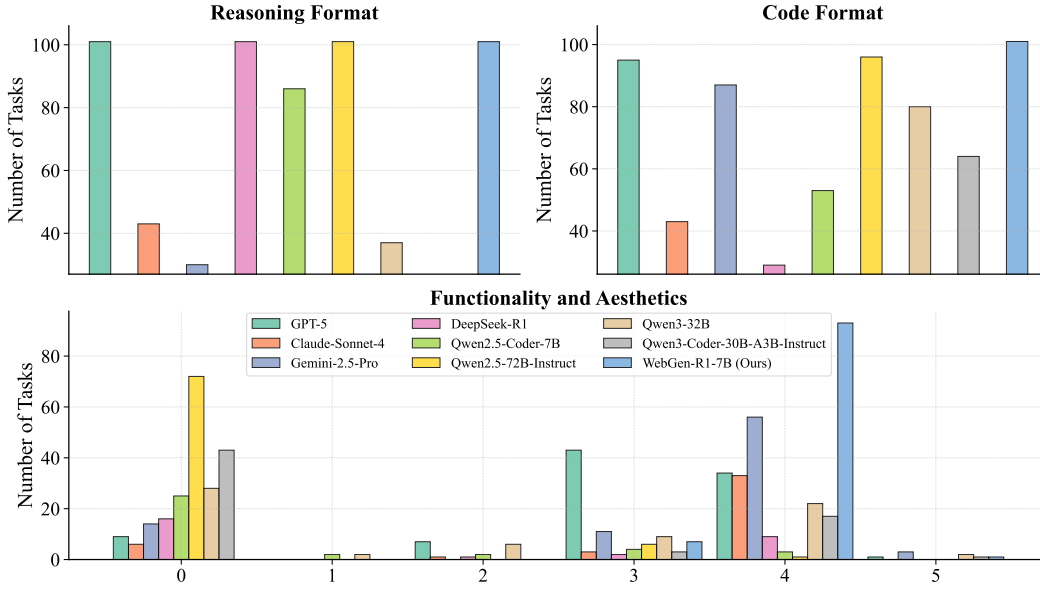 Reasoning Format
Code Format
Number of Tasks
100
80
60
40
Number of Tasks
100
80
60
40
Functionality and Aesthetics
Number of Tasks
80
60
40
20
0
GPT-5
Claude-Sonnet-4
Gemini-2.5-Pro
DeepSeek-R1
Qwen2.5-Coder-7B
Qwen2.5-72B-Instruct
Qwen3-32B
Qwen3-Coder-30B-A3B-Instruct
WebGen-R1-7B (Ours)
0 1 2 3 4 5